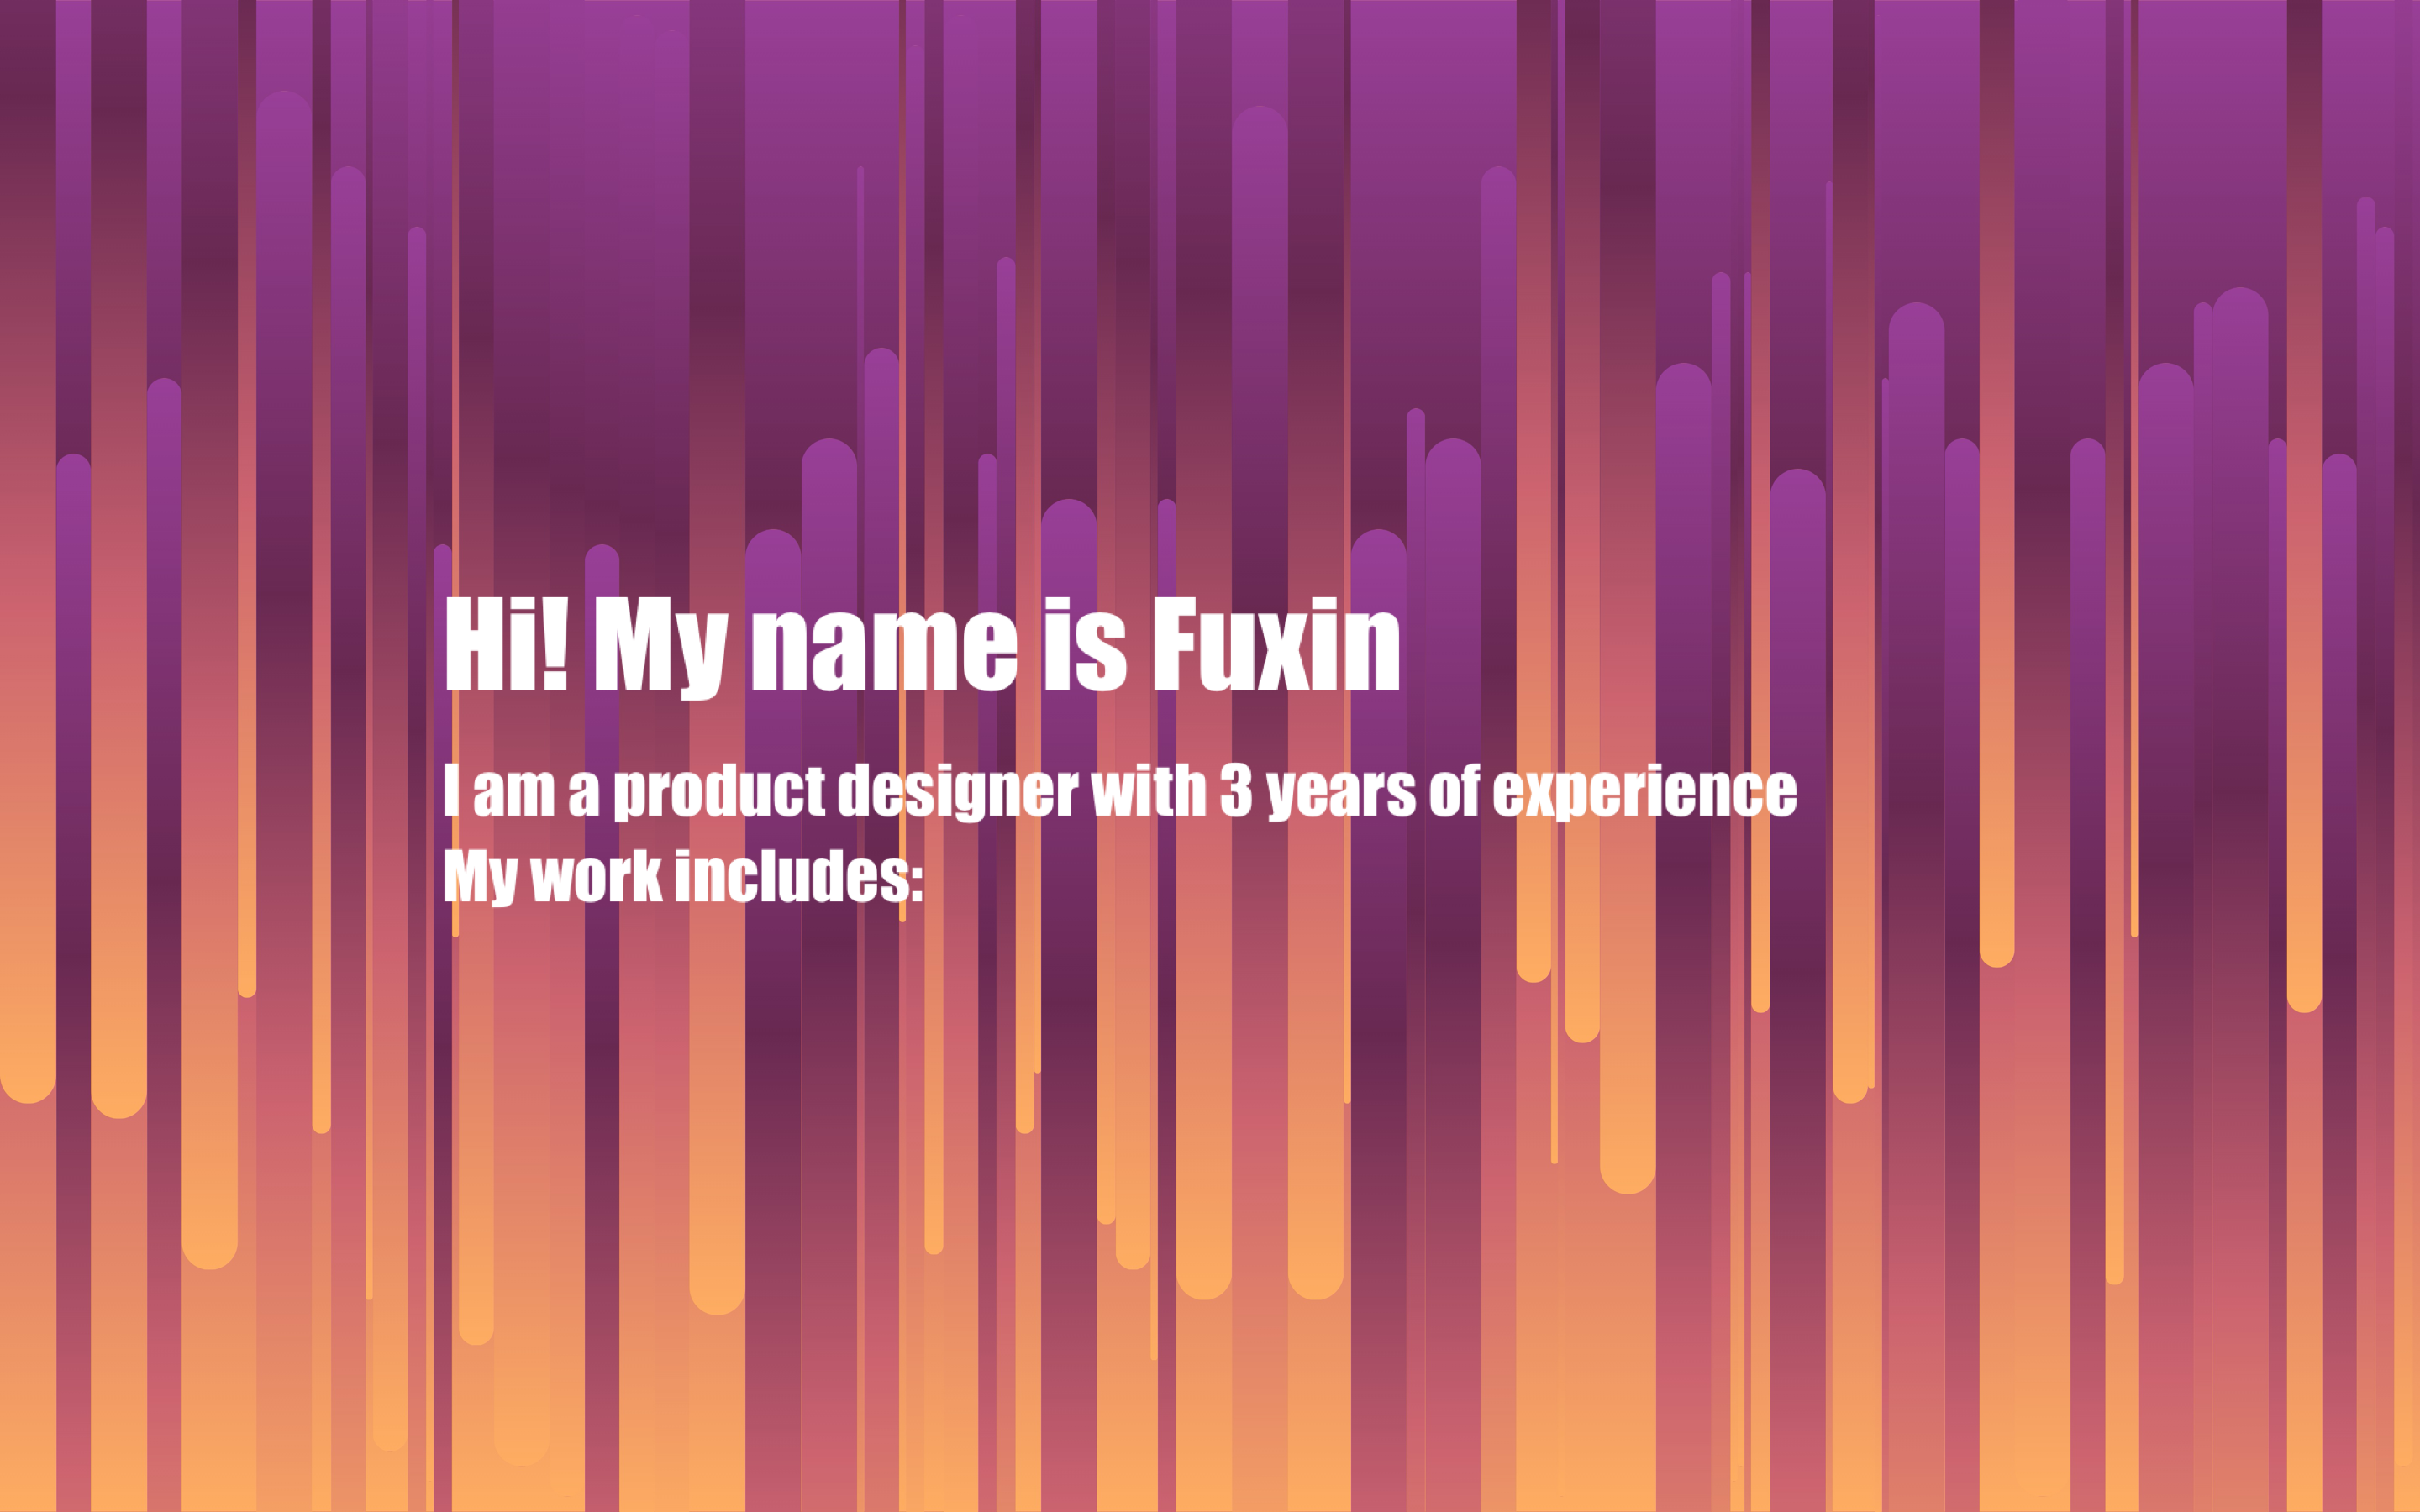 Hi! My name is Fuxin
I am a product designer with 3 years of experience
My work includes: